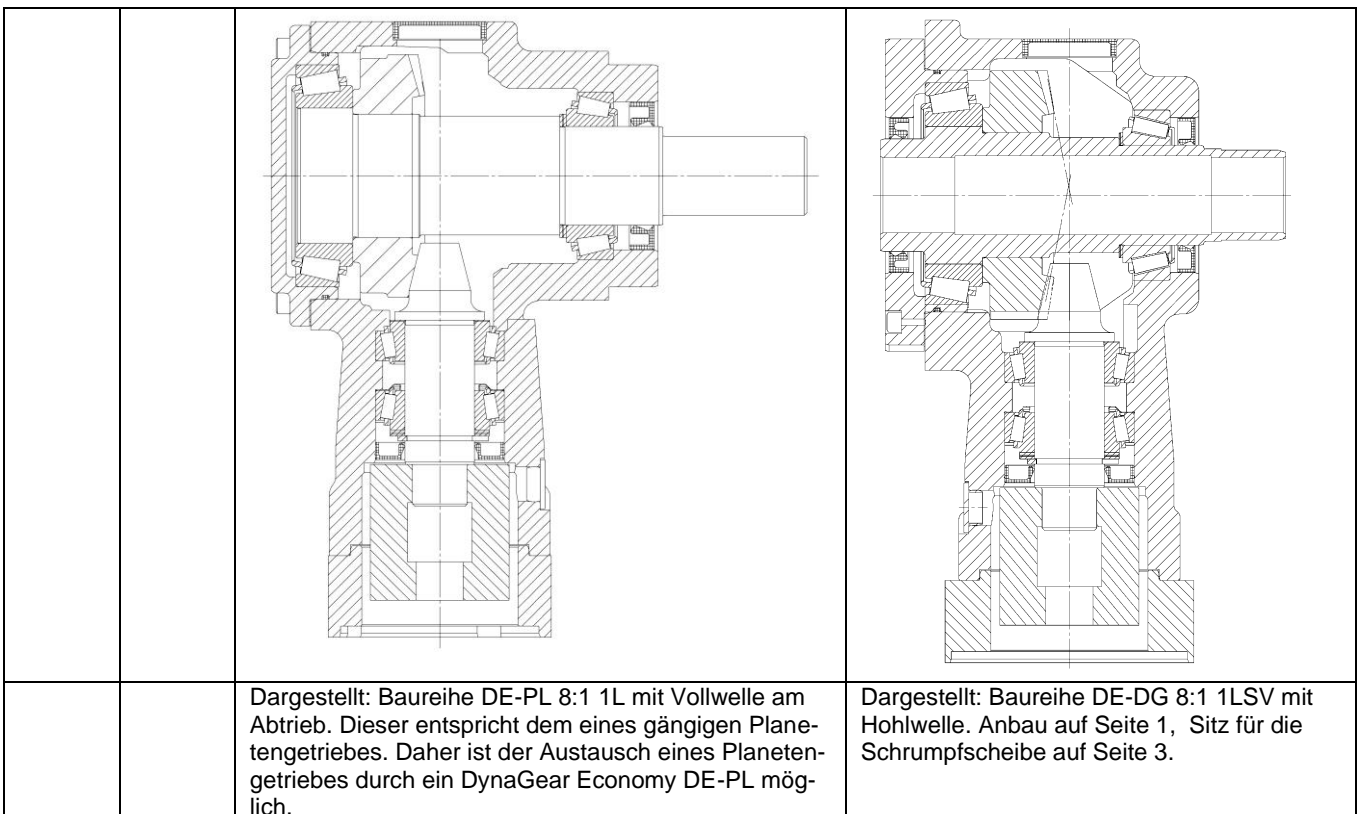 Dargestellt: Baureihe DE-PL 8:1 1L mit Vollwelle am
Abtrieb. Dieser entspricht dem eines gängigen Plane-
tengetriebes. Daher ist der Austausch eines Planeten-
getriebes durch ein DynaGear Economy DE-PL mög-
lich.
Dargestellt: Baureihe DE-DG 8:1 1LSV mit
Hohlwelle. Anbau auf Seite 1, Sitz für die
Schrumpfscheibe auf Seite 3.